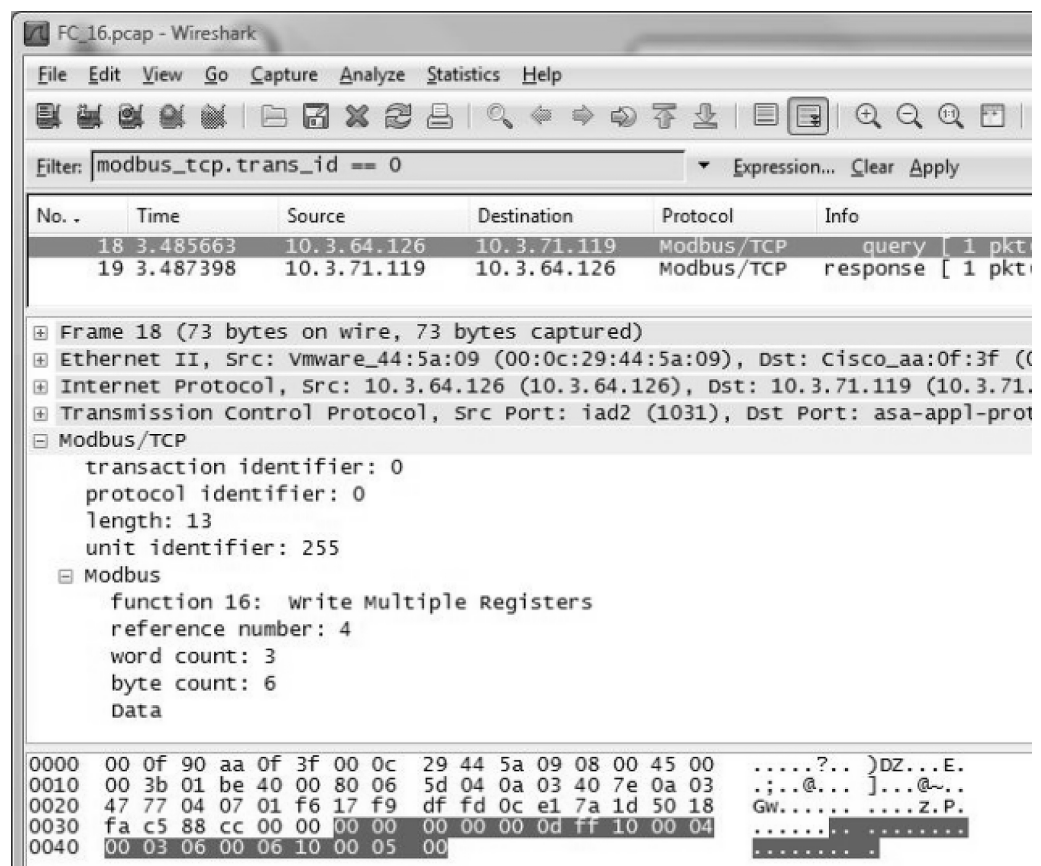 FC_16.pcap - Wireshark
File Edit View Go Capture Analyze Statistics Help
Filter: modbus_tcp.trans_id == 0 Expression... Clear Apply
No. . Time Source Destination Protocol Info
18 3.485663 10.3.64.126 10.3.71.119 Modbus/TCP query [ 1 pkt(
19 3.487398 10.3.71.119 10.3.64.126 Modbus/TCP response [ 1 pkt(
Frame 18 (73 bytes on wire, 73 bytes captured)
Ethernet II, Src: Vmware_44:5a:09 (00:0c:29:44:5a:09), Dst: Cisco_aa:0f:3f (0
Internet Protocol, Src: 10.3.64.126 (10.3.64.126), Dst: 10.3.71.119 (10.3.71.
Transmission Control Protocol, Src Port: iad2 (1031), Dst Port: asa-appl-prot
Modbus/TCP
transaction identifier: 0
protocol identifier: 0
length: 13
unit identifier: 255
Modbus
function 16: Write Multiple Registers
reference number: 4
word count: 3
byte count: 6
Data
0000 00 0f 90 aa 0f 3f 00 0c 29 44 5a 09 08 00 45 00 .....?.. )DZ...E.
0010 00 3b 01 be 40 00 80 06 5d 04 0a 03 40 7e 0a 03 .;..@... ]...@~..
0020 47 77 04 07 01 f6 17 f9 df fd 0c e1 7a 1d 50 18 Gw...... ....z.P.
0030 fa c5 88 cc 00 00 00 00 00 00 00 0d ff 10 00 04 ........ ........
0040 00 03 06 00 06 10 00 05 00 ........ .